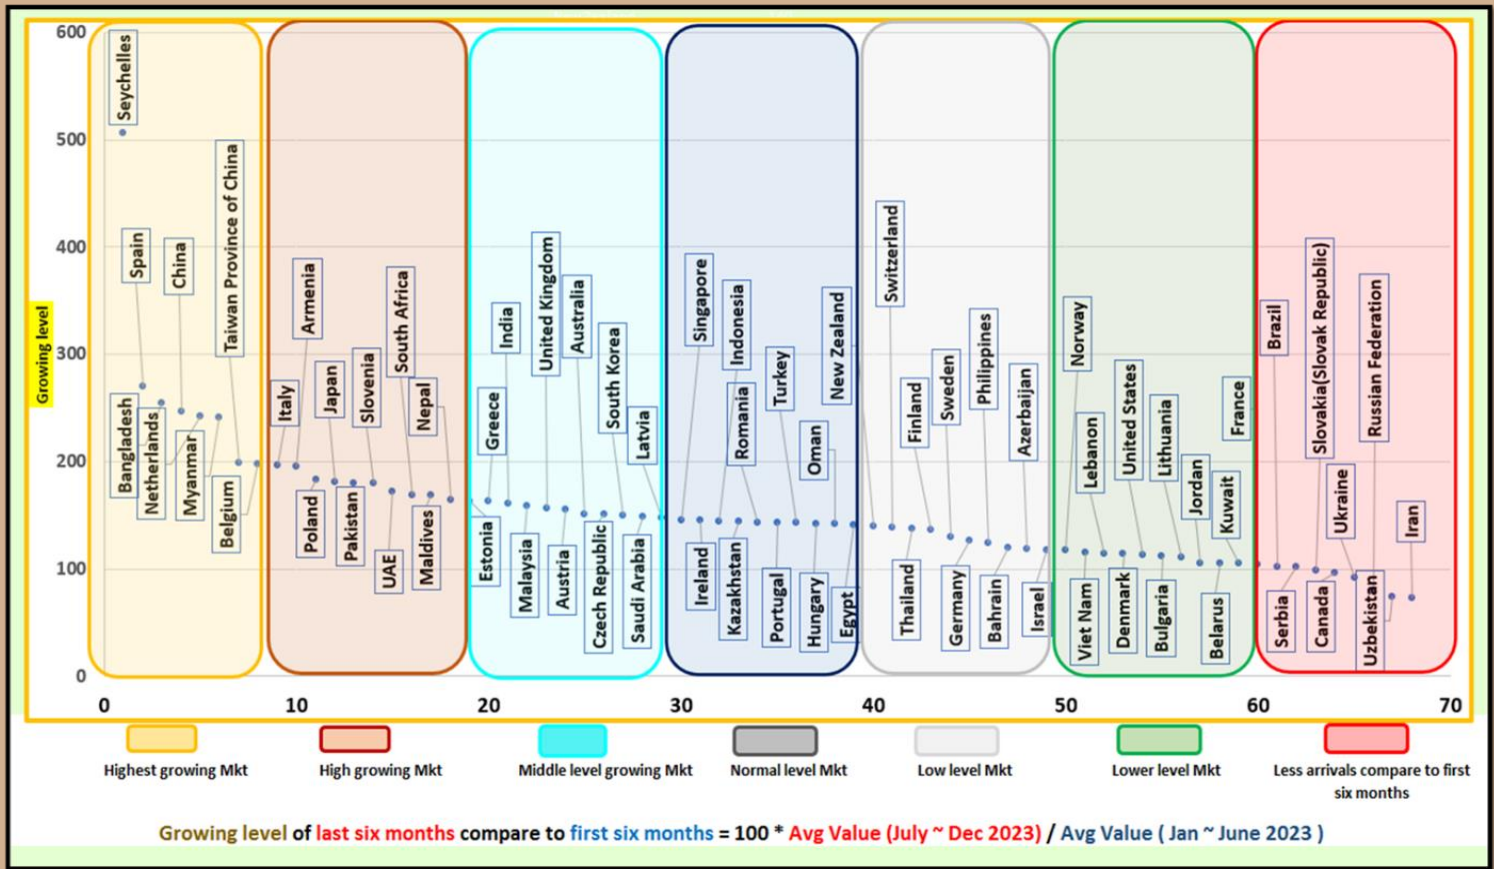 Growing level
600
500
400
300
200
100
0
Seychelles
Bangladesh
Spain
Netherlands
China
Myanmar
Belgium
Taiwan Province of China
Italy
Armenia
Poland
Japan
Pakistan
Slovenia
UAE
South Africa
Maldives
Nepal
Estonia
Greece
India
Malaysia
United Kingdom
Austria
Australia
Czech Republic
South Korea
Saudi Arabia
Latvia
Ireland
Singapore
Kazakhstan
Indonesia
Romania
Portugal
Turkey
Hungary
Oman
New Zealand
Egypt
Switzerland
Thailand
Finland
Sweden
Germany
Philippines
Bahrain
Azerbaijan
Israel
Norway
Viet Nam
Lebanon
Denmark
United States
Bulgaria
Lithuania
Jordan
Belarus
Kuwait
France
Brazil
Serbia
Slovakia(Slovak Republic)
Canada
Ukraine
Russian Federation
Uzbekistan
Iran
0
10
20
30
40
50
60
70
Highest growing Mkt
High growing Mkt
Middle level growing Mkt
Normal level Mkt
Low level Mkt
Lower level Mkt
Less arrivals compare to first
six months
Growing level of last six months compare to first six months = 100 * Avg Value (July ~ Dec 2023) / Avg Value ( Jan ~ June 2023 )